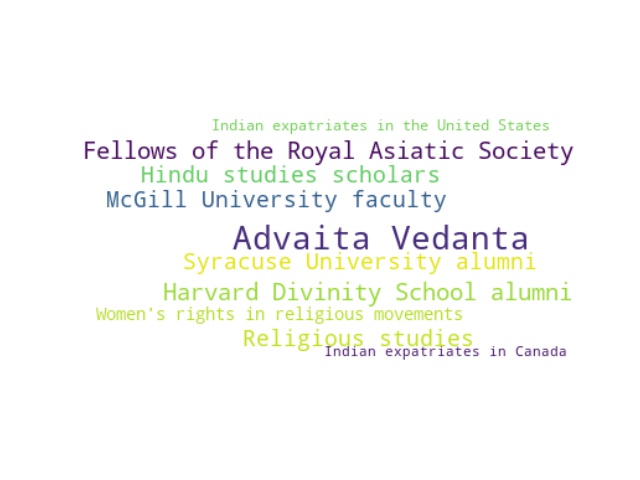 Indian expatriates in the United States
Fellows of the Royal Asiatic Society
Hindu studies scholars
McGill University faculty
Advaita Vedanta
Syracuse University alumni
Harvard Divinity School alumni
Women's rights in religious movements
Religious studies
Indian expatriates in Canada